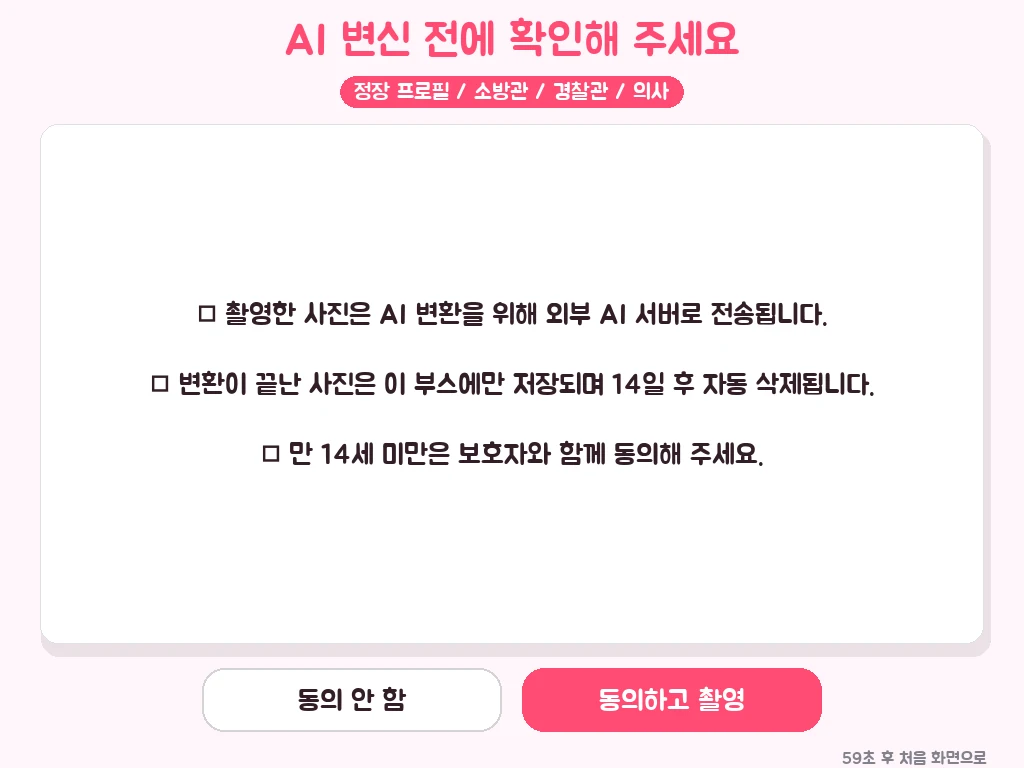 AI 변신 전에 확인해 주세요
정장 프로필 / 소방관 / 경찰관 / 의사
□ 촬영한 사진은 AI 변환을 위해 외부 AI 서버로 전송됩니다.
□ 변환이 끝난 사진은 이 부스에만 저장되며 14일 후 자동 삭제됩니다.
□ 만 14세 미만은 보호자와 함께 동의해 주세요.
동의 안 함
동의하고 촬영
59초 후 처음 화면으로